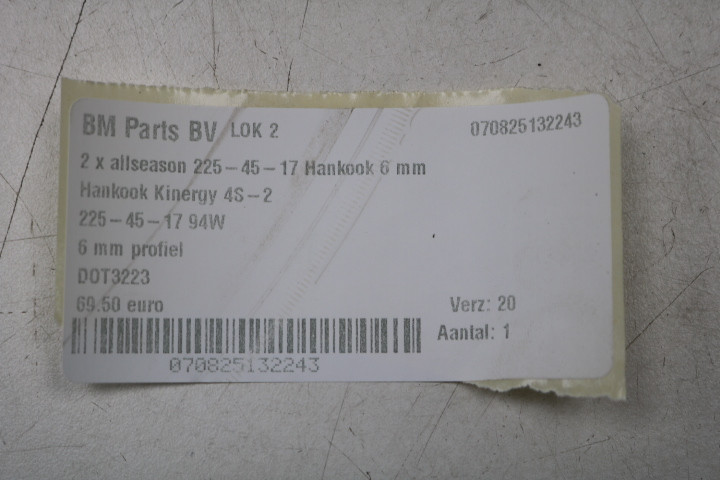 BM Parts BV LOK 2 070825132243
2 x allseason 225-45-17 Hankook 6 mm
Hankook Kinergy 4S-2
225-45-17 94W
6 mm profiel
DOT3223
69.50 euro Verz: 20
Aantal: 1
070825132243